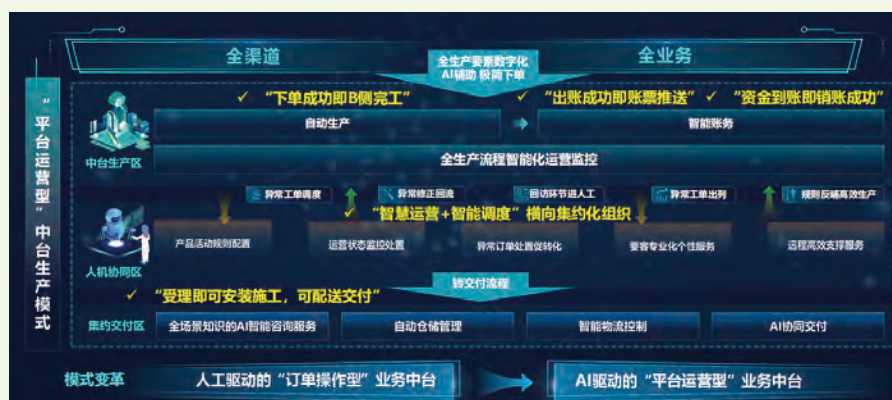 全渠道
全业务
全生产要素数字化
AI辅助 极简下单
“平台运营型”中台生产模式
“下单成功即B侧完工”
“出账成功即账票推送”
“资金到账即销账成功”
自动生产
智能账务
中台生产区
全生产流程智能化运营监控
异常工单调度
异常修正回流
回访环节进人工
异常工单出列
规则反哺高效生产
“智慧运营+智能调度”横向集约化组织
产品活动规则配置
运营状态监控处置
异常订单处置促转化
要客专业化个性服务
远程高效支撑服务
人机协同区
转交付流程
“受理即可安装施工，可配送交付”
集约交付区
全场景知识的AI智能咨询服务
自动仓储管理
智能物流控制
AI协同交付
模式变革
人工驱动的“订单操作型”业务中台
AI驱动的“平台运营型”业务中台